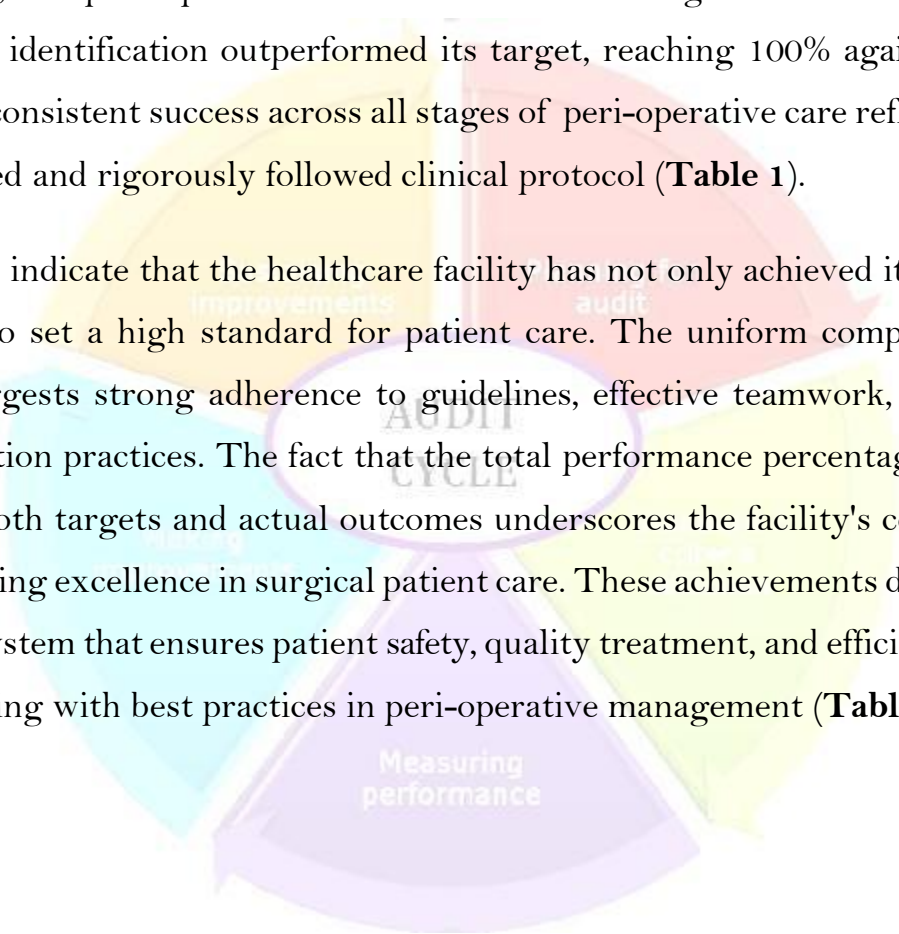 identification outperformed its target, reaching 100% agai
consistent success across all stages of peri-operative care ref
ed and rigorously followed clinical protocol (Table 1).
indicate that the healthcare facility has not only achieved it
o set a high standard for patient care. The uniform comp
ggests strong adherence to guidelines, effective teamwork,
tion practices. The fact that the total performance percentag
oth targets and actual outcomes underscores the facility's c
ing excellence in surgical patient care. These achievements d
ystem that ensures patient safety, quality treatment, and effici
ing with best practices in peri-operative management (Tabl
improvements
audit
AUDIT
CYCLE
Making
Measuring
performance